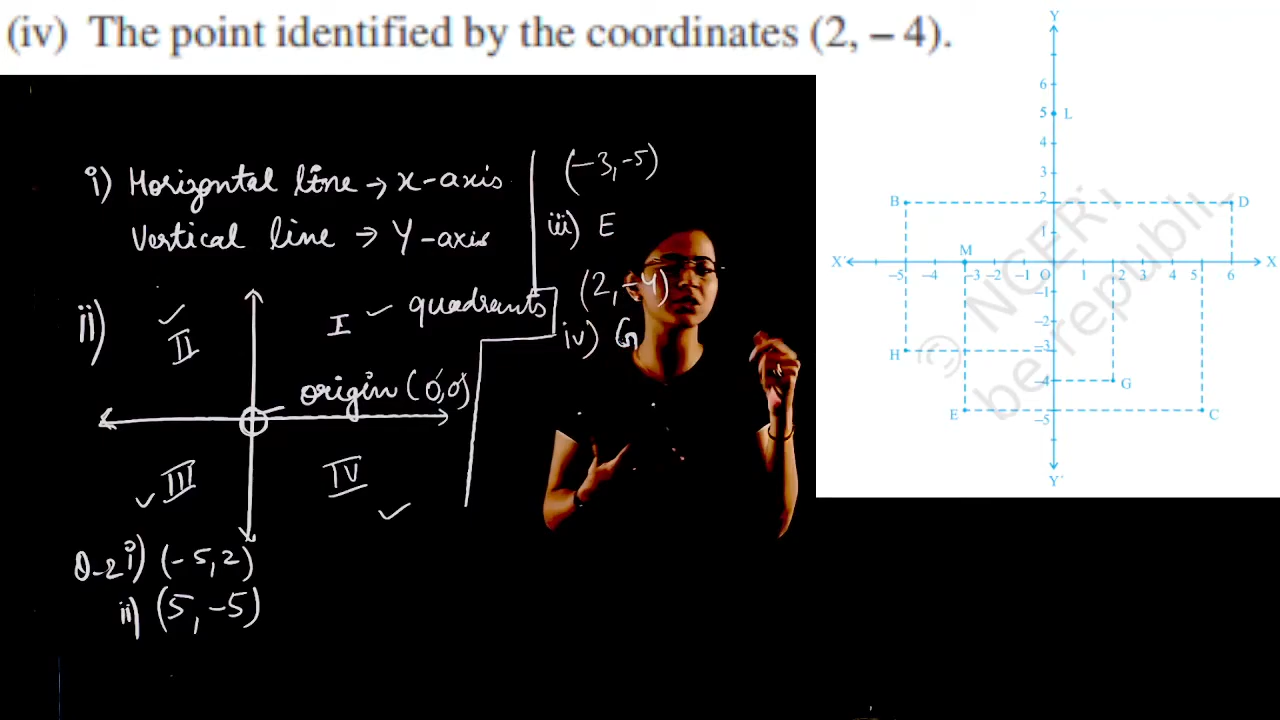 (iv) The point identified by the coordinates (2, – 4).
i) Horizontal line → x-axis
Vertical line → Y-axis
ii)
II
I
quadrants
origin (0,0)
III
IV
Q-2 i) (-5,2)
ii) (5,-5)
(-3,-5)
iii) E
(2,-4)
iv) G
Y
6
5 L
4
3
B 2 D
1
M
X′ X
–5 –4 –3 –2 –1 O 1 2 3 4 5 6
–1
–2
H –3
–4 G
E –5 C
Y′
© NCERT
be republi